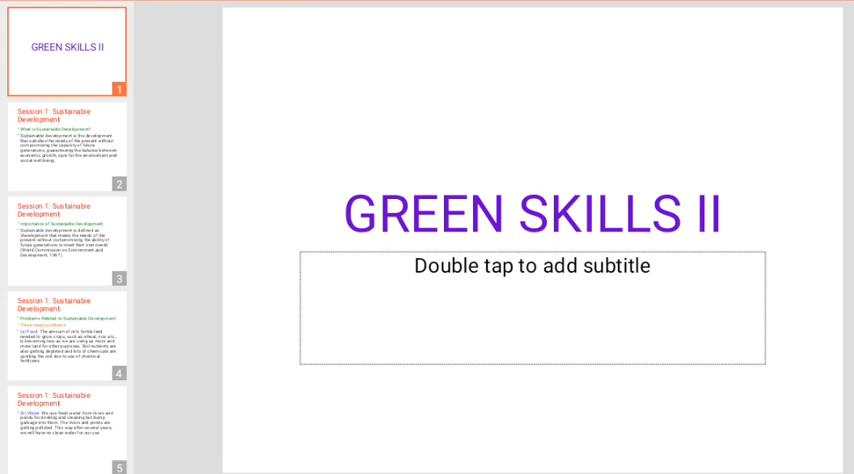 GREEN SKILLS II
1
Session 1: Sustainable
Development
What is Sustainable Development?
Sustainable development is the development
that satisfies the needs of the present without
compromising the capacity of future
generations, guaranteeing the balance between
economic growth, care for the environment and
social well-being.
2
Session 1: Sustainable
Development
Importance of Sustainable Development
Sustainable development is defined as
'development that meets the needs of the
present without compromising the ability of
future generations to meet their own needs'
(World Commission on Environment and
Development, 1987)
3
Session 1: Sustainable
Development
Problems Related to Sustainable Development
Three major problems
(a) Food: The amount of rich, fertile land
needed to grow crops, such as wheat, rice, etc.,
is becoming less as we are using up more and
more land for other purposes. Soil nutrients are
also getting depleted and lots of chemicals are
spoiling the soil due to use of chemical
fertilizers.
4
Session 1: Sustainable
Development
(b) Water: We use fresh water from rivers and
ponds for drinking and cleaning but dump
garbage into them. The rivers and ponds are
getting polluted. This way after several years,
we will have no clean water for our use.
5
GREEN SKILLS II
Double tap to add subtitle